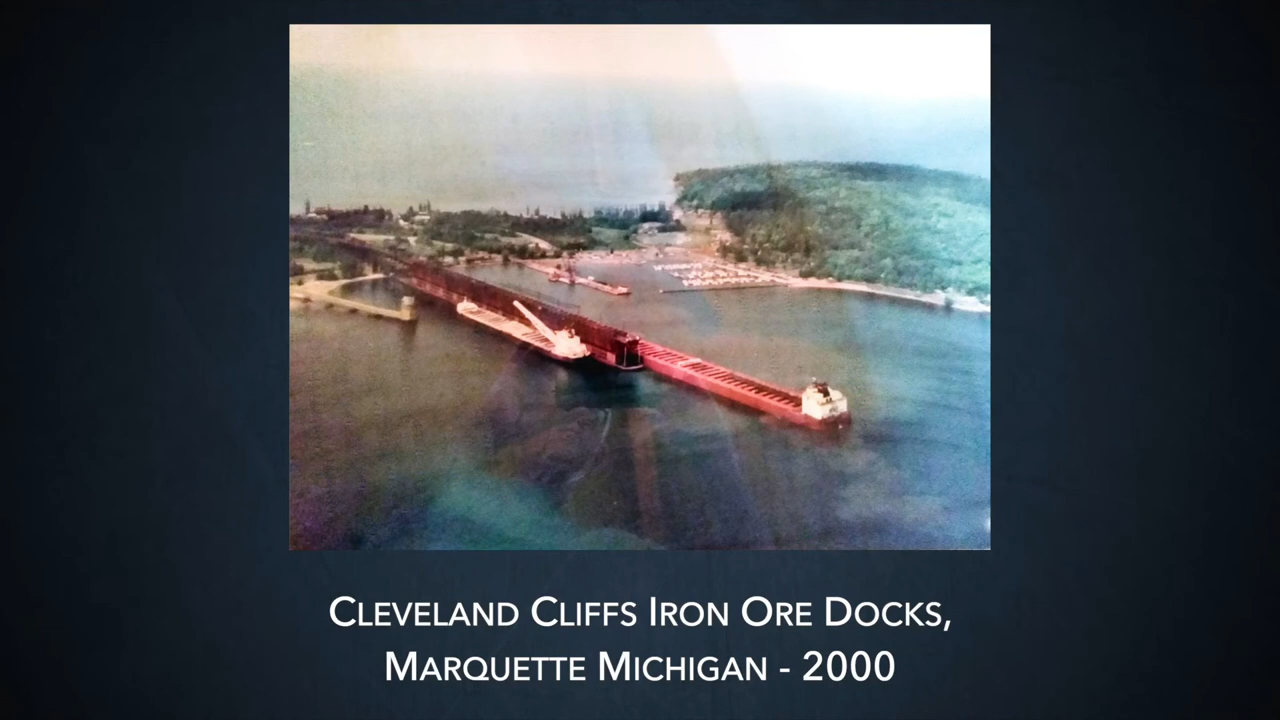 Cleveland Cliffs Iron Ore Docks,
Marquette Michigan - 2000